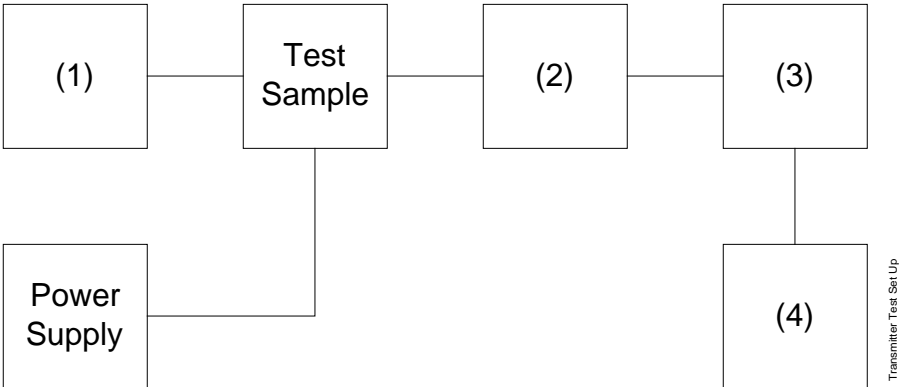 (1)
Test
Sample
(2)
(3)
Power
Supply
(4)
Transmitter Test Set Up